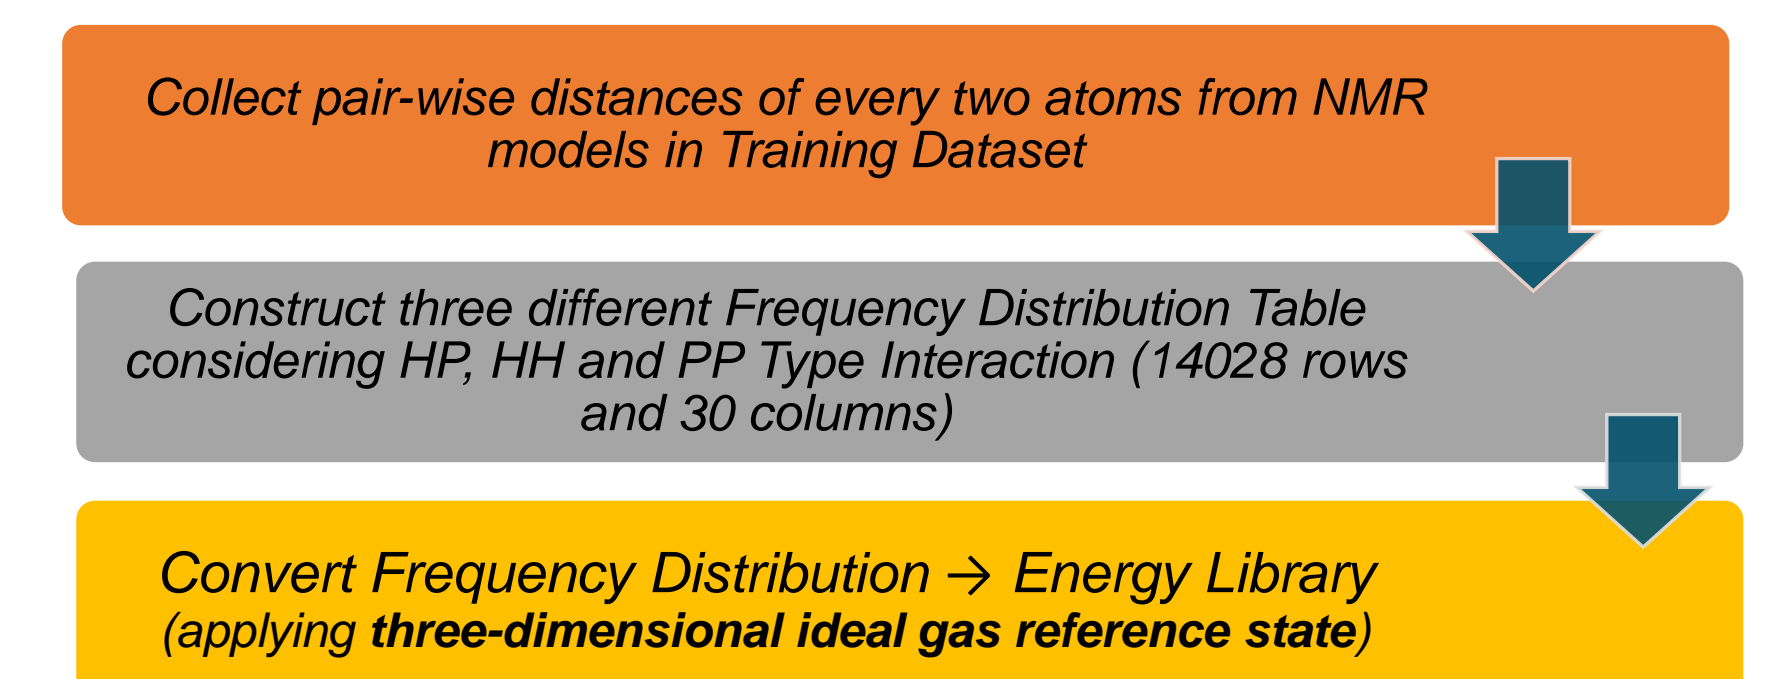 Collect pair-wise distances of every two atoms from NMR
models in Training Dataset
Construct three different Frequency Distribution Table
considering HP, HH and PP Type Interaction (14028 rows
and 30 columns)
Convert Frequency Distribution → Energy Library
(applying three-dimensional ideal gas reference state)